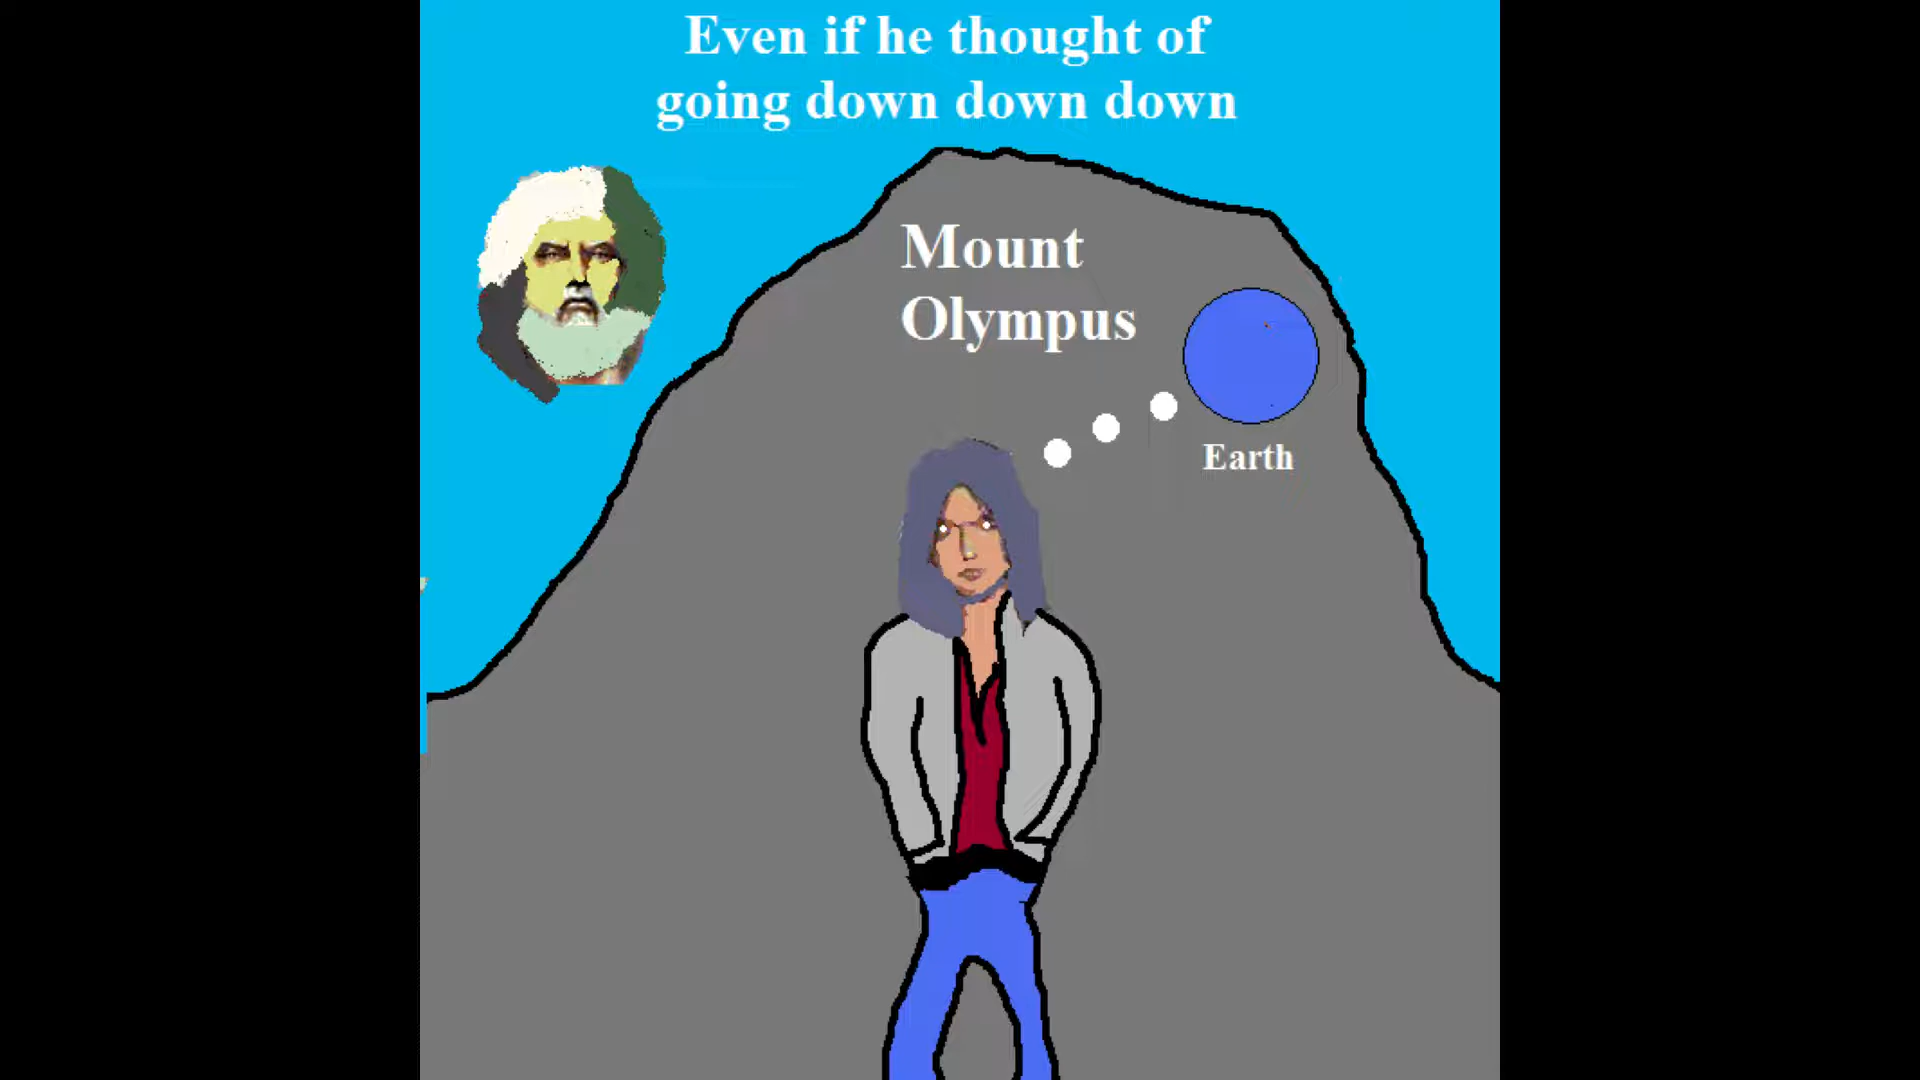 Even if he thought of
going down down down
Mount
Olympus
Earth